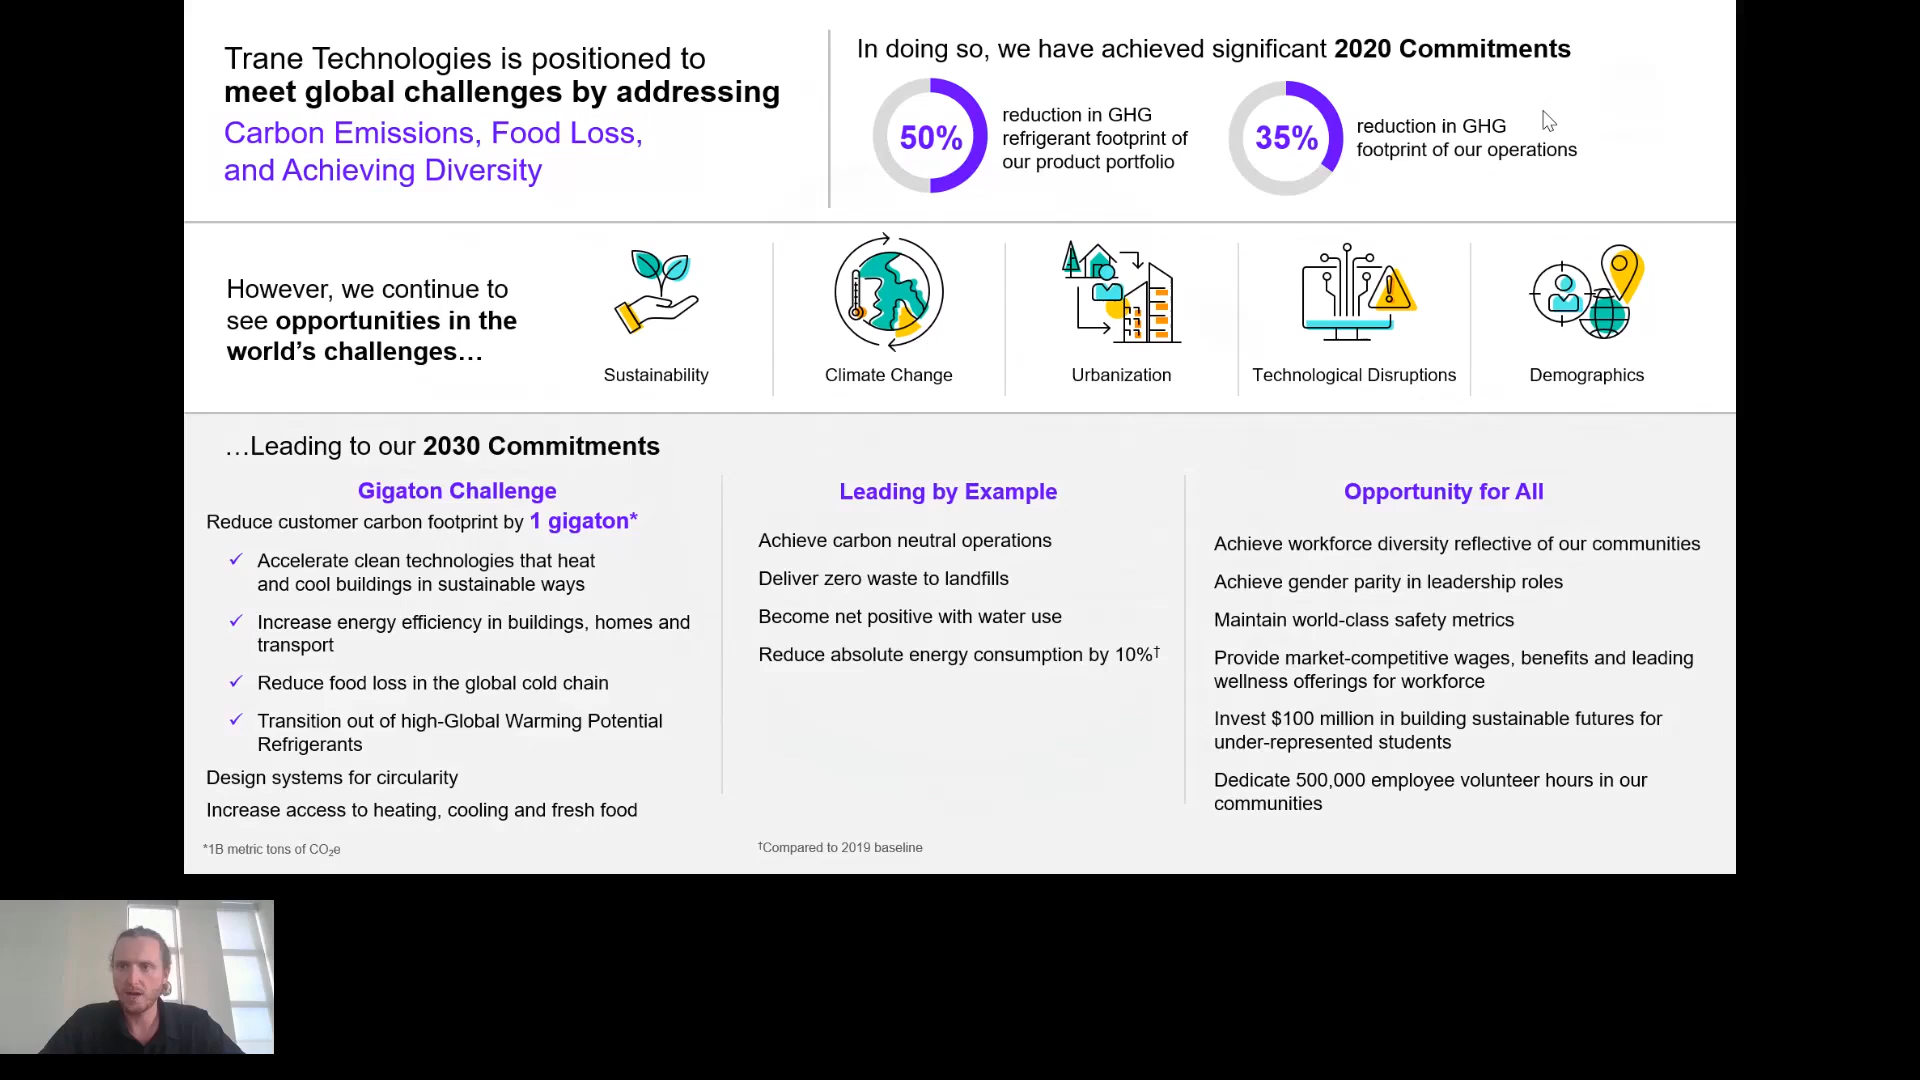 Trane Technologies is positioned to
meet global challenges by addressing
Carbon Emissions, Food Loss,
and Achieving Diversity
In doing so, we have achieved significant 2020 Commitments
50%
reduction in GHG
refrigerant footprint of
our product portfolio
35%
reduction in GHG
footprint of our operations
However, we continue to
see opportunities in the
world's challenges…
Sustainability
Climate Change
Urbanization
Technological Disruptions
Demographics
…Leading to our 2030 Commitments
Gigaton Challenge
Reduce customer carbon footprint by 1 gigaton*
✓ Accelerate clean technologies that heat
and cool buildings in sustainable ways
✓ Increase energy efficiency in buildings, homes and
transport
✓ Reduce food loss in the global cold chain
✓ Transition out of high-Global Warming Potential
Refrigerants
Design systems for circularity
Increase access to heating, cooling and fresh food
*1B metric tons of CO₂e
Leading by Example
Achieve carbon neutral operations
Deliver zero waste to landfills
Become net positive with water use
Reduce absolute energy consumption by 10%†
†Compared to 2019 baseline
Opportunity for All
Achieve workforce diversity reflective of our communities
Achieve gender parity in leadership roles
Maintain world-class safety metrics
Provide market-competitive wages, benefits and leading
wellness offerings for workforce
Invest $100 million in building sustainable futures for
under-represented students
Dedicate 500,000 employee volunteer hours in our
communities